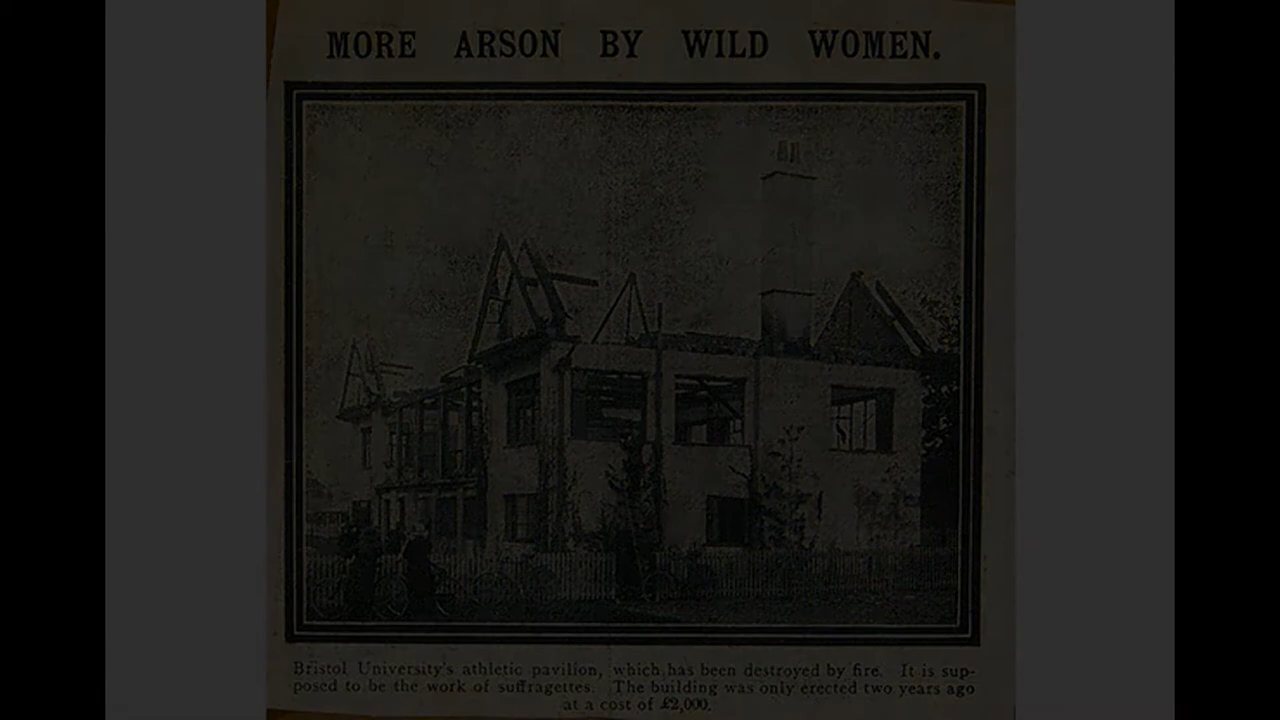 MORE ARSON BY WILD WOMEN.
Bristol University's athletic pavilion, which has been destroyed by fire. It is sup-
posed to be the work of suffragettes. The building was only erected two years ago
at a cost of £2,000.